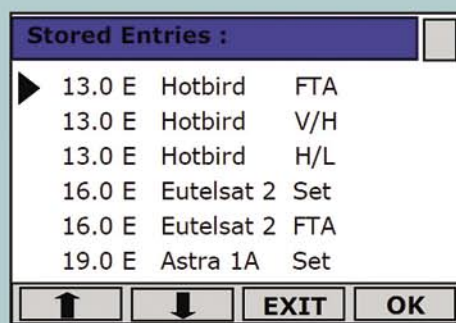 Stored Entries :
13.0 E Hotbird FTA
13.0 E Hotbird V/H
13.0 E Hotbird H/L
16.0 E Eutelsat 2 Set
16.0 E Eutelsat 2 FTA
19.0 E Astra 1A Set
EXIT OK